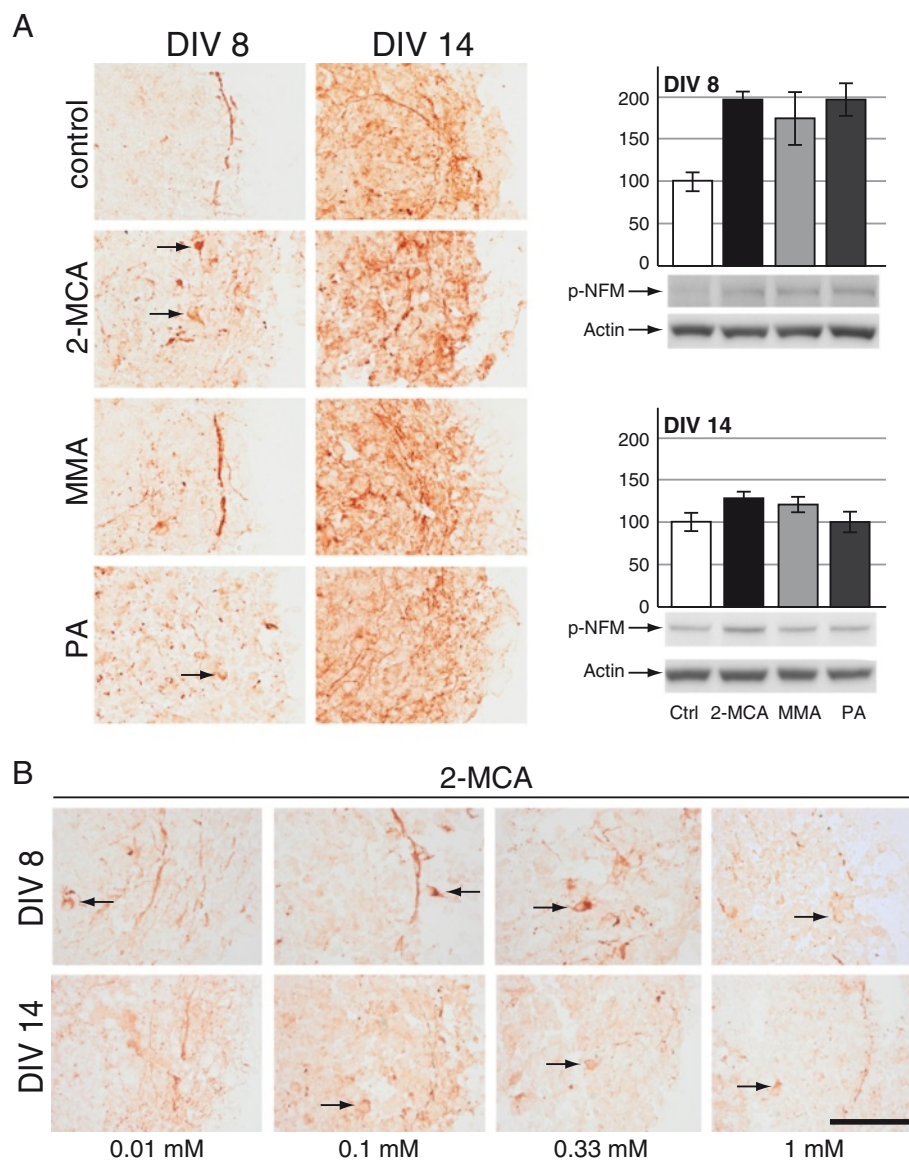 A
DIV 8
DIV 14
control
2-MCA
MMA
PA
DIV 8
200
150
100
50
0
p-NFM
Actin
DIV 14
200
150
100
50
0
p-NFM
Actin
Ctrl 2-MCA MMA PA
B
2-MCA
DIV 8
DIV 14
0.01 mM 0.1 mM 0.33 mM 1 mM